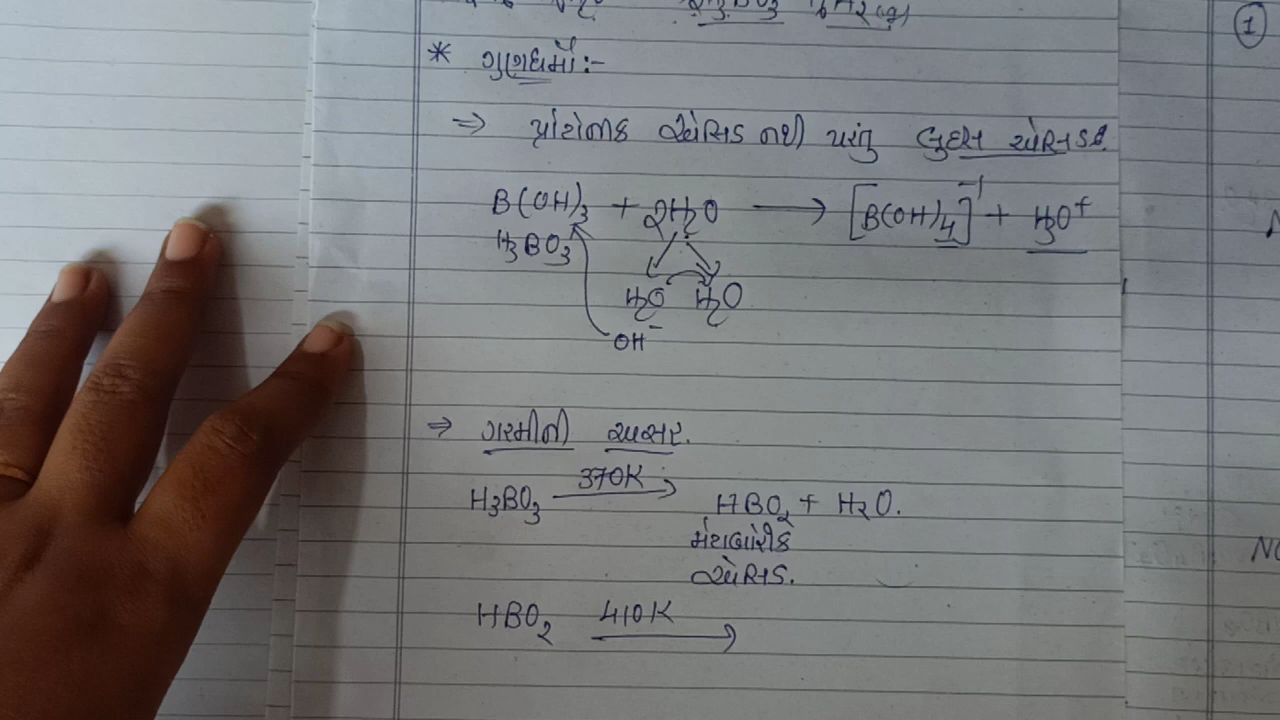 ①
* ગુણધર્મો :-
⇒ પ્રોટોનિક એસિડ નથી પરંતુ લુઈસ એસિડ છે.
B(OH)₃ + 2H₂O ⟶ [B(OH)₄]⁻¹ + H₃O⁺
H₃BO₃
H₂O H₂O
OH⁻
⇒ ગરમીની અસર.
H₃BO₃ —370K→ HBO₂ + H₂O.
મેટાબોરીક
એસિડ.
HBO₂ —410K→